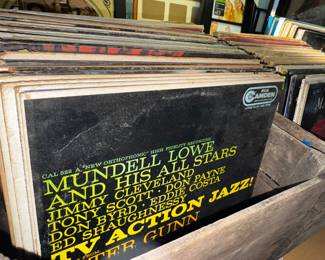 RCA
CAMDEN
CAL 522 A "NEW ORTHOPHONIC" HIGH FIDELITY RECORDING
MUNDELL LOWE
AND HIS ALL STARS
JIMMY CLEVELAND
TONY SCOTT · DON PAYNE
DON BYRD · EDDIE COSTA
ED SHAUGHNESSY
TV ACTION JAZZ!
PETER GUNN